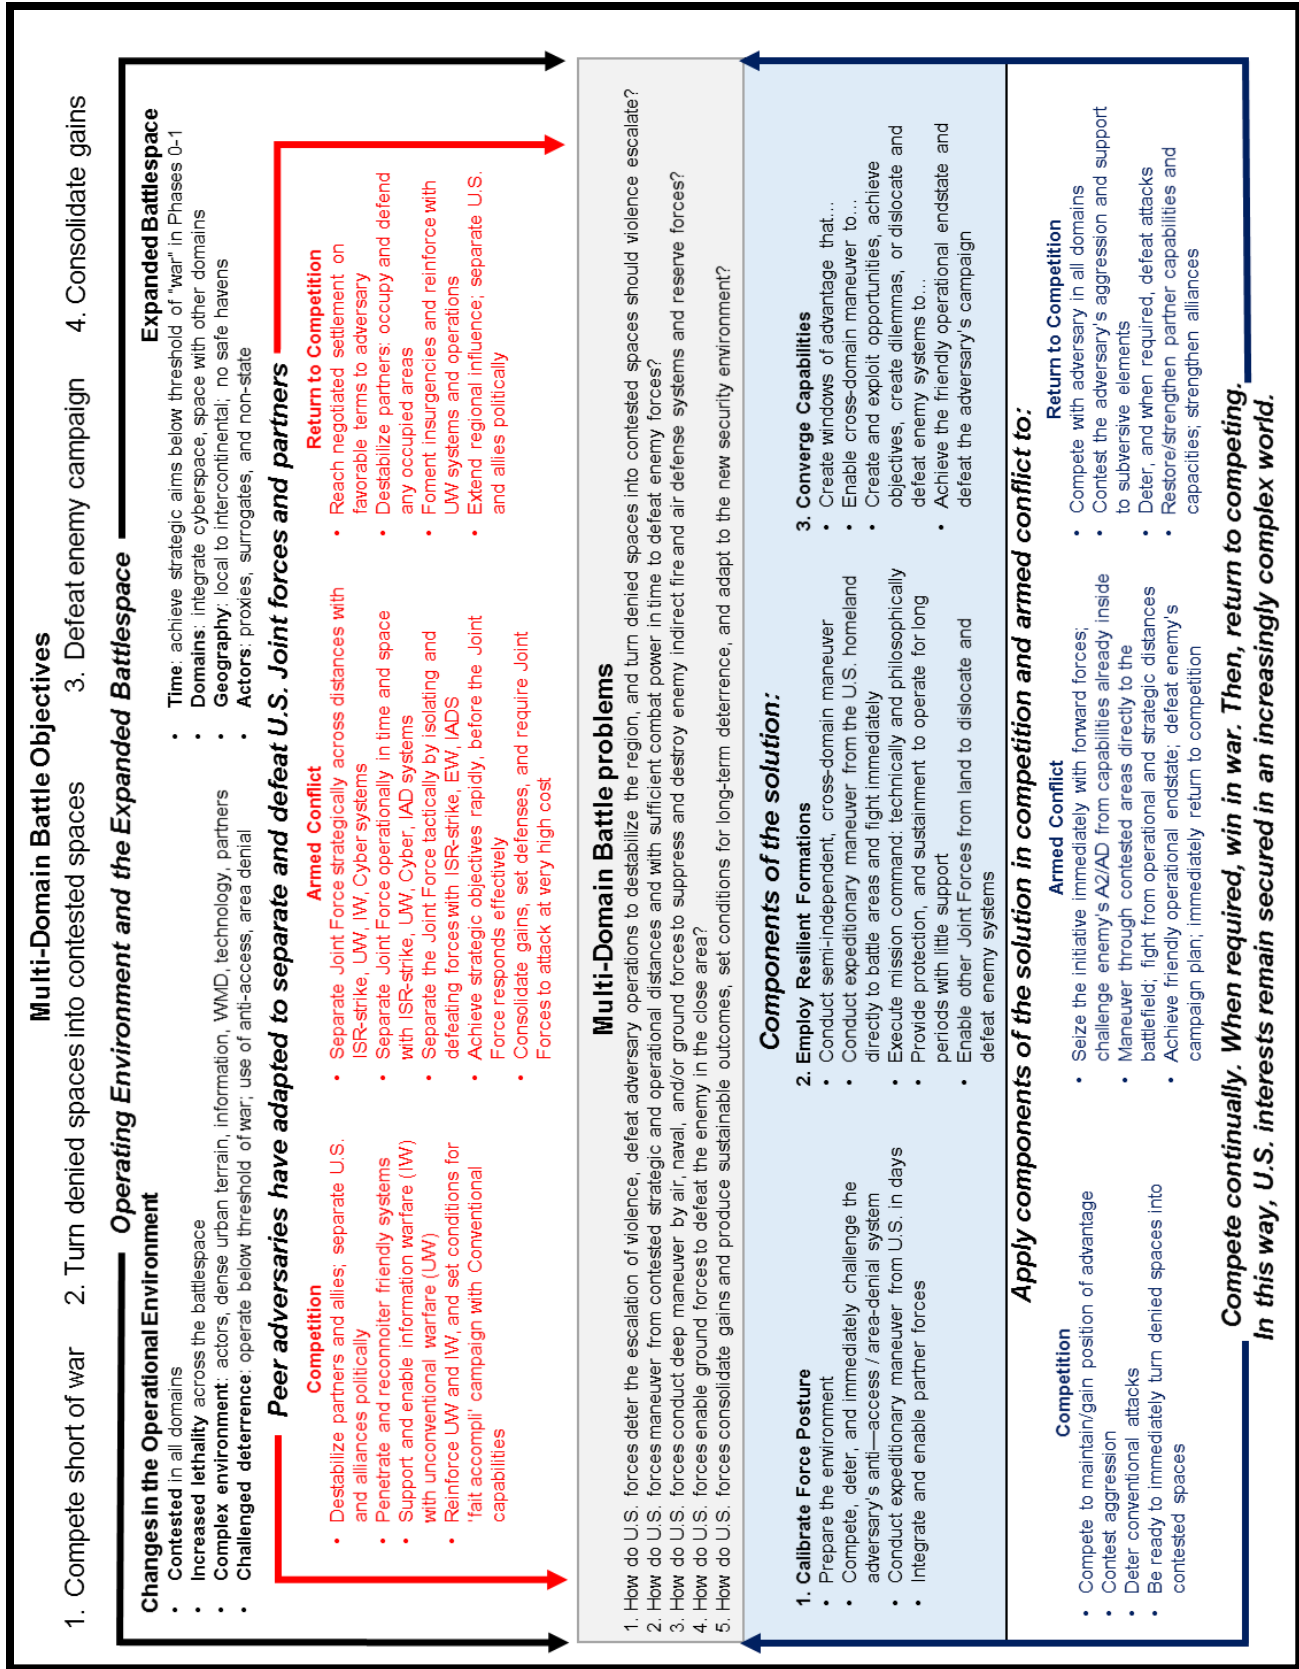 Multi-Domain Battle Objectives
1. Compete short of war 2. Turn denied spaces into contested spaces 3. Defeat enemy campaign 4. Consolidate gains
Operating Environment and the Expanded Battlespace
Changes in the Operational Environment
• Contested in all domains
• Increased lethality across the battlespace
• Complex environment: actors, dense urban terrain, information, WMD, technology, partners
• Challenged deterrence: operate below threshold of war; use of anti-access, area denial
Expanded Battlespace
• Time: achieve strategic aims below threshold of "war" in Phases 0-1
• Domains: integrate cyberspace, space with other domains
• Geography: local to intercontinental; no safe havens
• Actors: proxies, surrogates, and non-state
Peer adversaries have adapted to separate and defeat U.S. Joint forces and partners
Competition
• Destabilize partners and allies; separate U.S.
and alliances politically
• Penetrate and reconnoiter friendly systems
• Support and enable information warfare (IW)
with unconventional warfare (UW)
• Reinforce UW and IW, and set conditions for
'fait accompli' campaign with Conventional
capabilities
Armed Conflict
• Separate Joint Force strategically across distances with
ISR-strike, UW, IW, Cyber systems
• Separate Joint Force operationally in time and space
with ISR-strike, UW, Cyber, IAD systems
• Separate the Joint Force tactically by isolating and
defeating forces with ISR-strike, EW, IADS
• Achieve strategic objectives rapidly, before the Joint
Force responds effectively
• Consolidate gains, set defenses, and require Joint
Forces to attack at very high cost
Return to Competition
• Reach negotiated settlement on
favorable terms to adversary
• Destabilize partners: occupy and defend
any occupied areas
• Foment insurgencies and reinforce with
UW systems and operations
• Extend regional influence; separate U.S.
and allies politically
Multi-Domain Battle problems
1. How do U.S. forces deter the escalation of violence, defeat adversary operations to destabilize the region, and turn denied spaces into contested spaces should violence escalate?
2. How do U.S. forces maneuver from contested strategic and operational distances and with sufficient combat power in time to defeat enemy forces?
3. How do U.S. forces conduct deep maneuver by air, naval, and/or ground forces to suppress and destroy enemy indirect fire and air defense systems and reserve forces?
4. How do U.S. forces enable ground forces to defeat the enemy in the close area?
5. How do U.S. forces consolidate gains and produce sustainable outcomes, set conditions for long-term deterrence, and adapt to the new security environment?
Components of the solution:
1. Calibrate Force Posture
• Prepare the environment
• Compete, deter, and immediately challenge the
adversary's anti—access / area-denial system
• Conduct expeditionary maneuver from U.S. in days
• Integrate and enable partner forces
2. Employ Resilient Formations
• Conduct semi-independent, cross-domain maneuver
• Conduct expeditionary maneuver from the U.S. homeland
directly to battle areas and fight immediately
• Execute mission command: technically and philosophically
• Provide protection, and sustainment to operate for long
periods with little support
• Enable other Joint Forces from land to dislocate and
defeat enemy systems
3. Converge Capabilities
• Create windows of advantage that...
• Enable cross-domain maneuver to...
• Create and exploit opportunities, achieve
objectives, create dilemmas, or dislocate and
defeat enemy systems to...
• Achieve the friendly operational endstate and
defeat the adversary's campaign
Apply components of the solution in competition and armed conflict to:
Competition
• Compete to maintain/gain position of advantage
• Contest aggression
• Deter conventional attacks
• Be ready to immediately turn denied spaces into
contested spaces
Armed Conflict
• Seize the initiative immediately with forward forces;
challenge enemy's A2/AD from capabilities already inside
• Maneuver through contested areas directly to the
battlefield; fight from operational and strategic distances
• Achieve friendly operational endstate; defeat enemy's
campaign plan; immediately return to competition
Return to Competition
• Compete with adversary in all domains
• Contest the adversary's aggression and support
to subversive elements
• Deter, and when required, defeat attacks
• Restore/strengthen partner capabilities and
capacities; strengthen alliances
Compete continually. When required, win in war. Then, return to competing.
In this way, U.S. interests remain secured in an increasingly complex world.